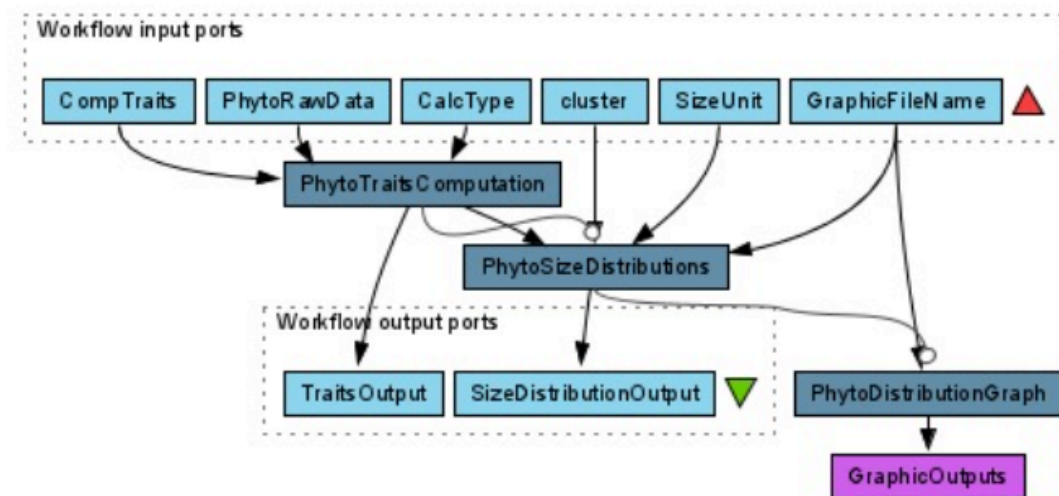 Workflow input ports
CompTraits PhytoRawData CalcType cluster SizeUnit GraphicFileName
PhytoTraitsComputation
PhytoSizeDistributions
Workflow output ports
TraitsOutput SizeDistributionOutput PhytoDistributionGraph
GraphicOutputs